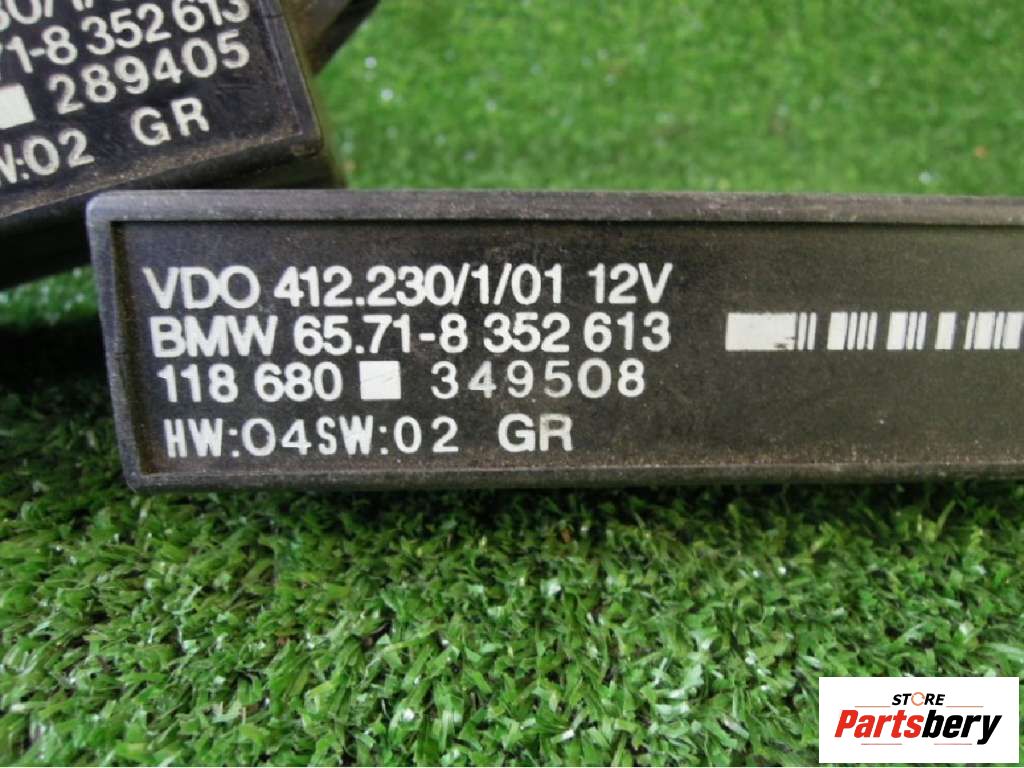 71-8 352 613
289405
W:02 GR
VDO 412.230/1/01 12V
BMW 65.71-8 352 613
118 680 349508
HW:04SW:02 GR
STORE
Partsbery